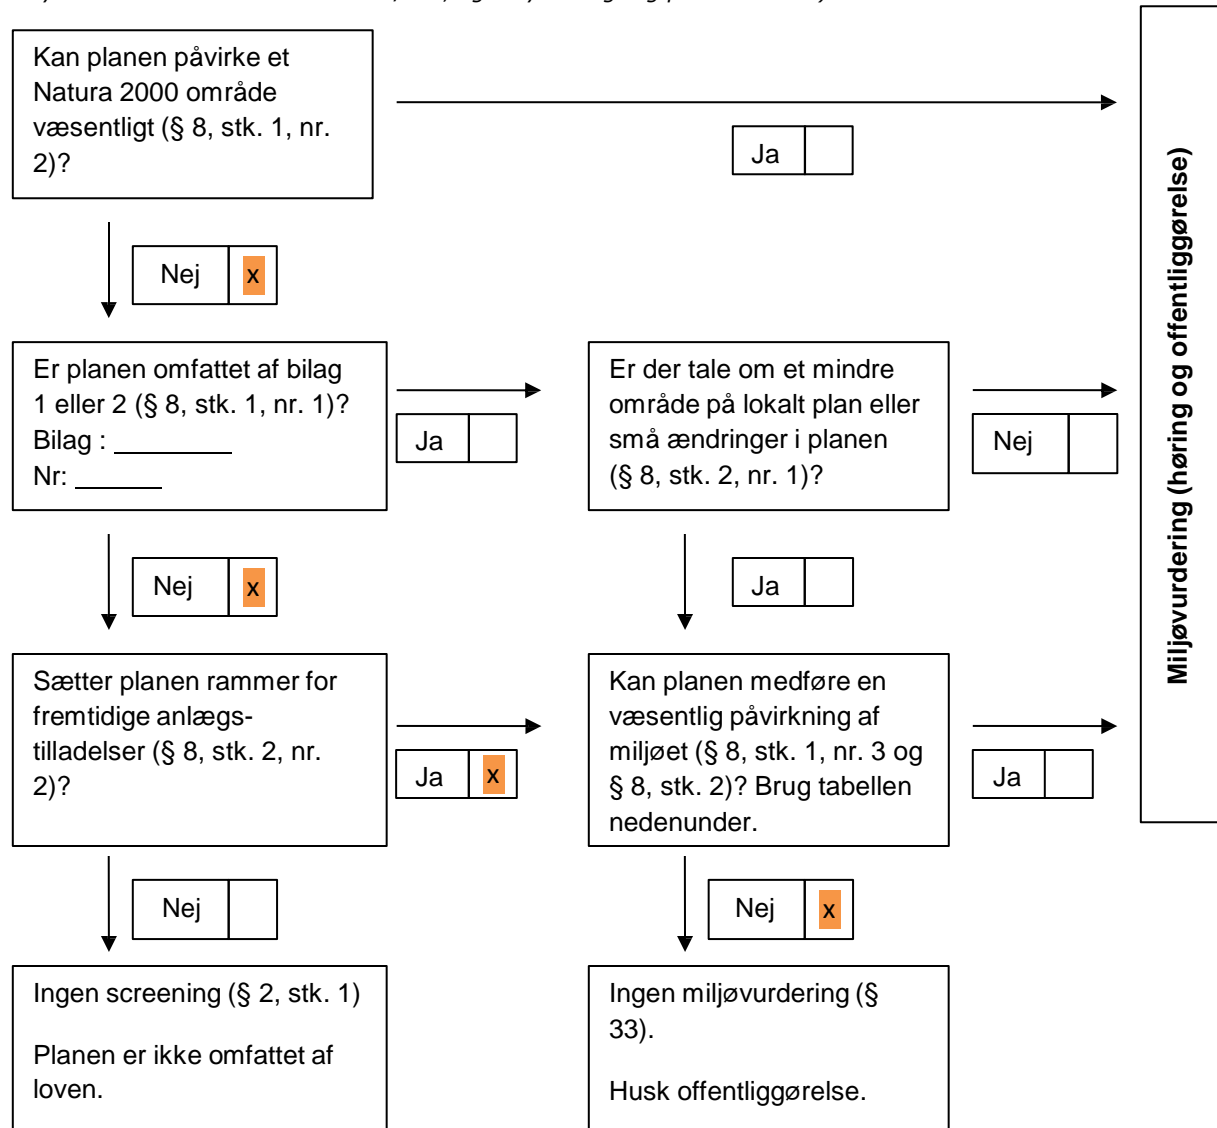 Kan planen påvirke et
Natura 2000 område
væsentligt (§ 8, stk. 1, nr.
2)?
Ja
Nej x
Er planen omfattet af bilag
1 eller 2 (§ 8, stk. 1, nr. 1)?
Bilag : ________
Nr: ______
Ja
Er der tale om et mindre
område på lokalt plan eller
små ændringer i planen
(§ 8, stk. 2, nr. 1)?
Nej
Nej x
Ja
Sætter planen rammer for
fremtidige anlægs-
tilladelser (§ 8, stk. 2, nr.
2)?
Ja x
Kan planen medføre en
væsentlig påvirkning af
miljøet (§ 8, stk. 1, nr. 3 og
§ 8, stk. 2)? Brug tabellen
nedenunder.
Ja
Nej
Nej x
Ingen screening (§ 2, stk. 1)
Planen er ikke omfattet af
loven.
Ingen miljøvurdering (§
33).
Husk offentliggørelse.
Miljøvurdering (høring og offentliggørelse)